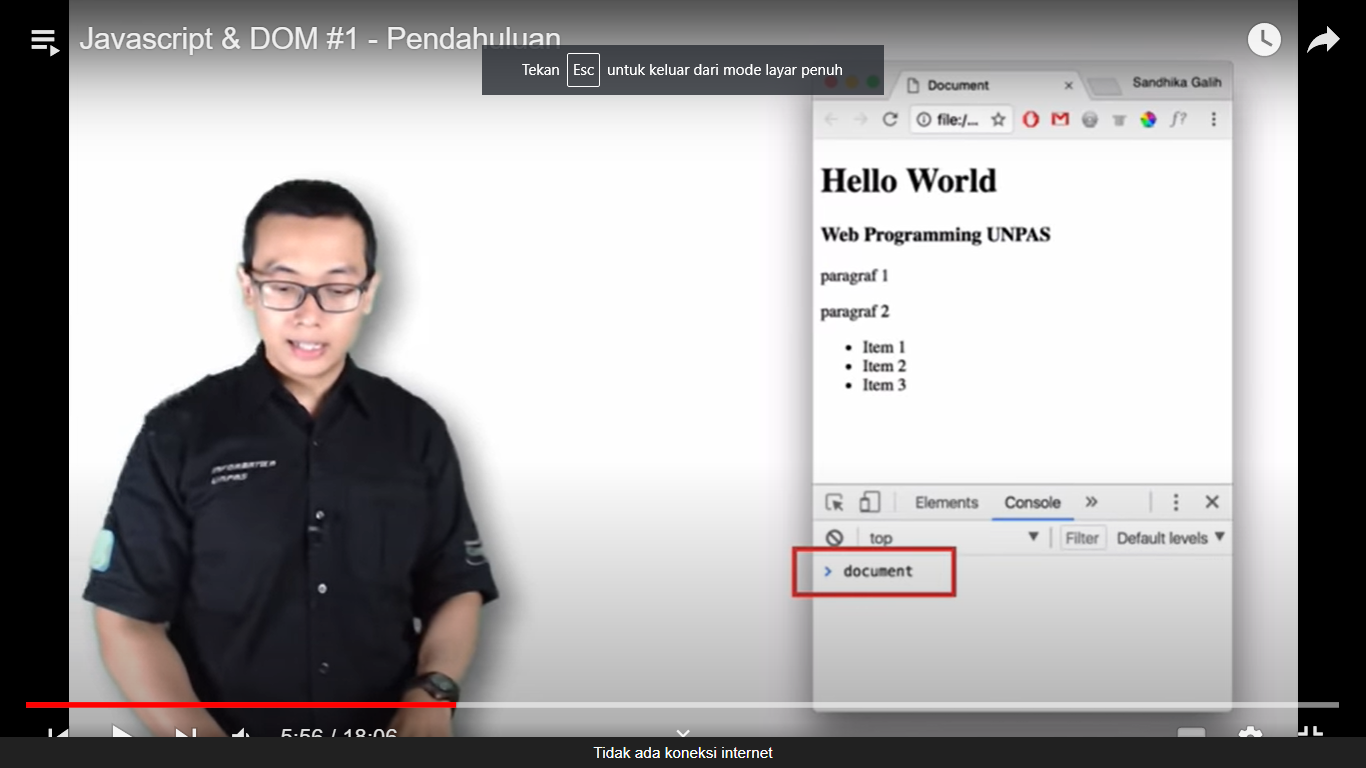 Javascript & DOM #1 - Pendahuluan
Tekan Esc untuk keluar dari mode layar penuh
Document
Sandhika Galih
file:/...
f?
Hello World
Web Programming UNPAS
paragraf 1
paragraf 2
Item 1
Item 2
Item 3
INFORMATIKA
UNPAS
Elements Console »
top Filter Default levels
> document
5:56 / 18:06
Tidak ada koneksi internet